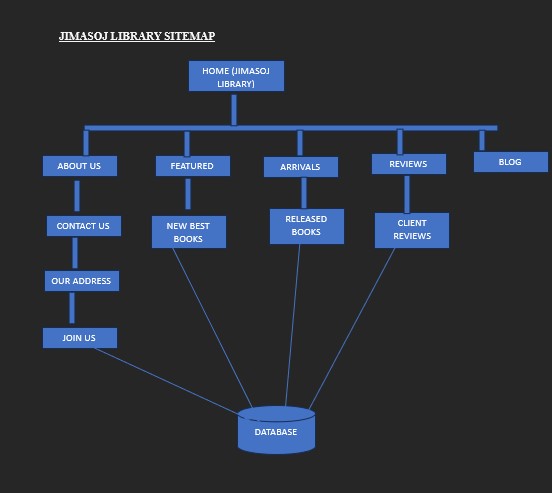 JIMASOJ LIBRARY SITEMAP
HOME (JIMASOJ
LIBRARY)
ABOUT US
FEATURED
ARRIVALS
REVIEWS
BLOG
CONTACT US
NEW BEST
BOOKS
RELEASED
BOOKS
CLIENT
REVIEWS
OUR ADDRESS
JOIN US
DATABASE